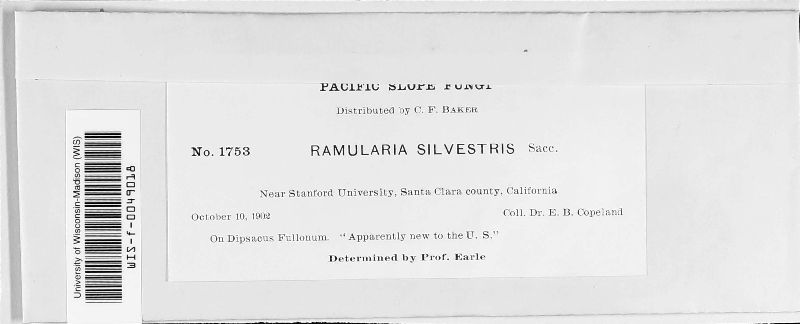 PACIFIC SLOPE FUNGI
Distributed by C. F. BAKER
No. 1753 RAMULARIA SILVESTRIS Sacc.
Near Stanford University, Santa Clara county, California
October 10, 1902 Coll. Dr. E. B. Copeland
On Dipsacus Fullonum. "Apparently new to the U. S."
Determined by Prof. Earle
University of Wisconsin-Madison (WIS)
WIS-f-0049018